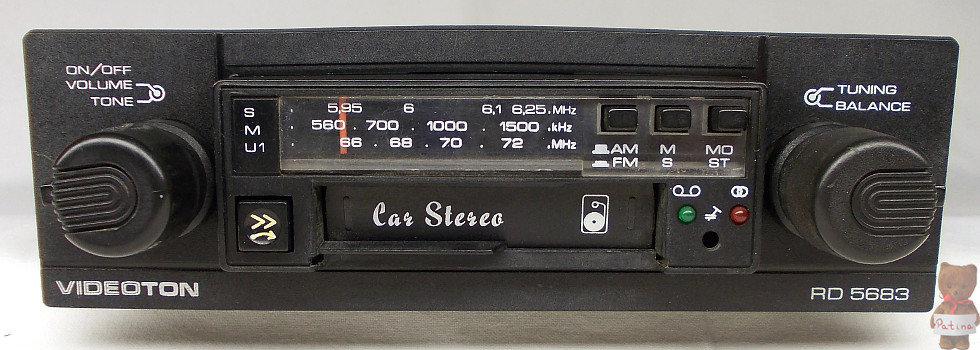 ON/OFF
VOLUME
TONE
TUNING
BALANCE
S 5,95 6 6,1 6,25 MHz
M 560 . 700 . 1000 . 1500 .kHz
U1 66 . 68 . 70 . 72 .MHz
AM M MO
FM S ST
Car Stereo
VIDEOTON
RD 5683
Patina